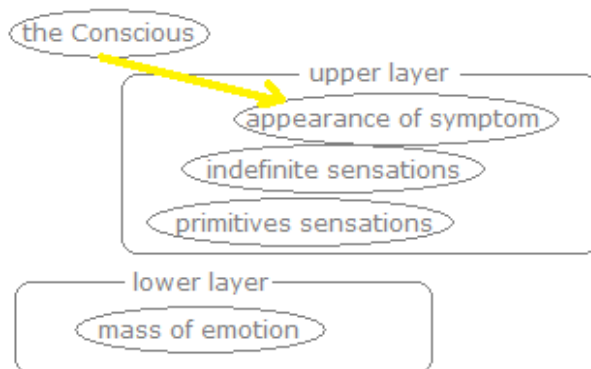 the Conscious
upper layer
appearance of symptom
indefinite sensations
primitives sensations
lower layer
mass of emotion